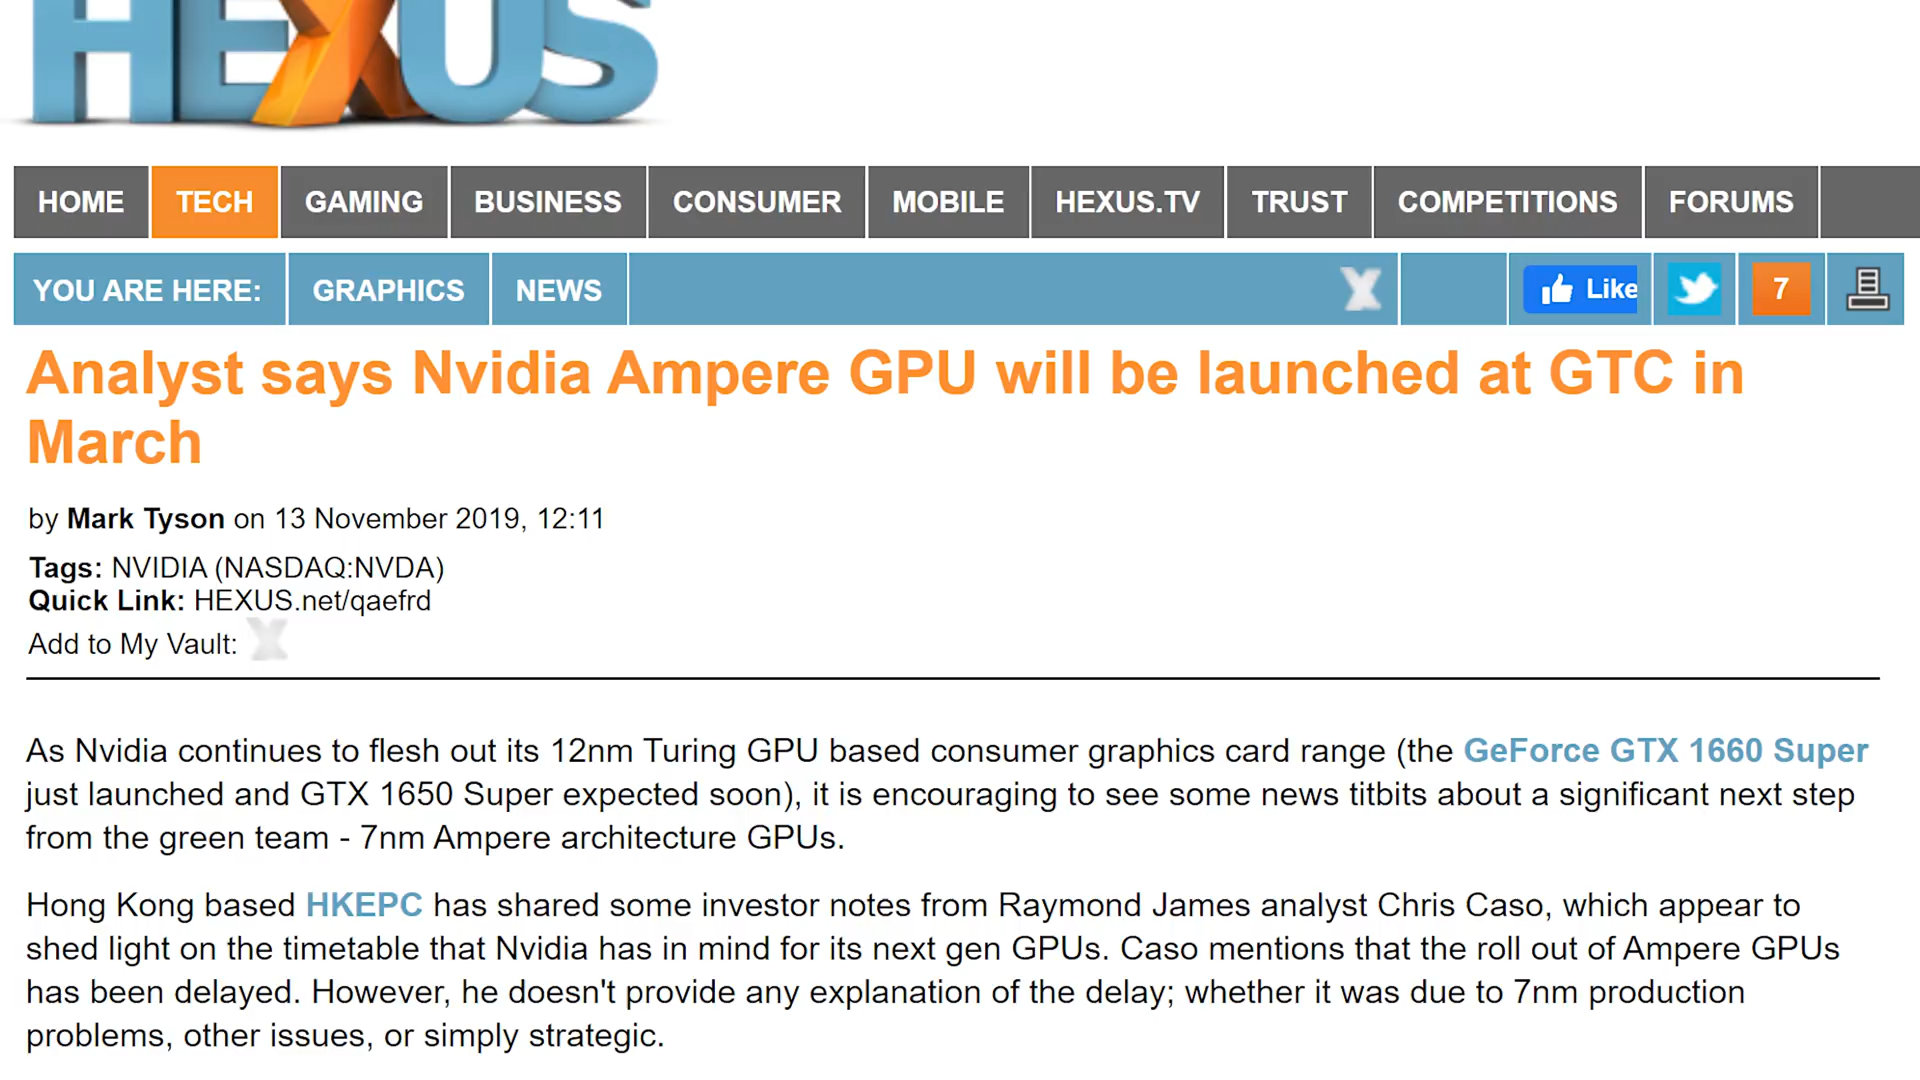 HEXUS
HOME TECH GAMING BUSINESS CONSUMER MOBILE HEXUS.TV TRUST COMPETITIONS FORUMS
YOU ARE HERE: GRAPHICS NEWS X Like 7
Analyst says Nvidia Ampere GPU will be launched at GTC in
March
by Mark Tyson on 13 November 2019, 12:11
Tags: NVIDIA (NASDAQ:NVDA)
Quick Link: HEXUS.net/qaefrd
Add to My Vault: X
As Nvidia continues to flesh out its 12nm Turing GPU based consumer graphics card range (the GeForce GTX 1660 Super
just launched and GTX 1650 Super expected soon), it is encouraging to see some news titbits about a significant next step
from the green team - 7nm Ampere architecture GPUs.
Hong Kong based HKEPC has shared some investor notes from Raymond James analyst Chris Caso, which appear to
shed light on the timetable that Nvidia has in mind for its next gen GPUs. Caso mentions that the roll out of Ampere GPUs
has been delayed. However, he doesn't provide any explanation of the delay; whether it was due to 7nm production
problems, other issues, or simply strategic.